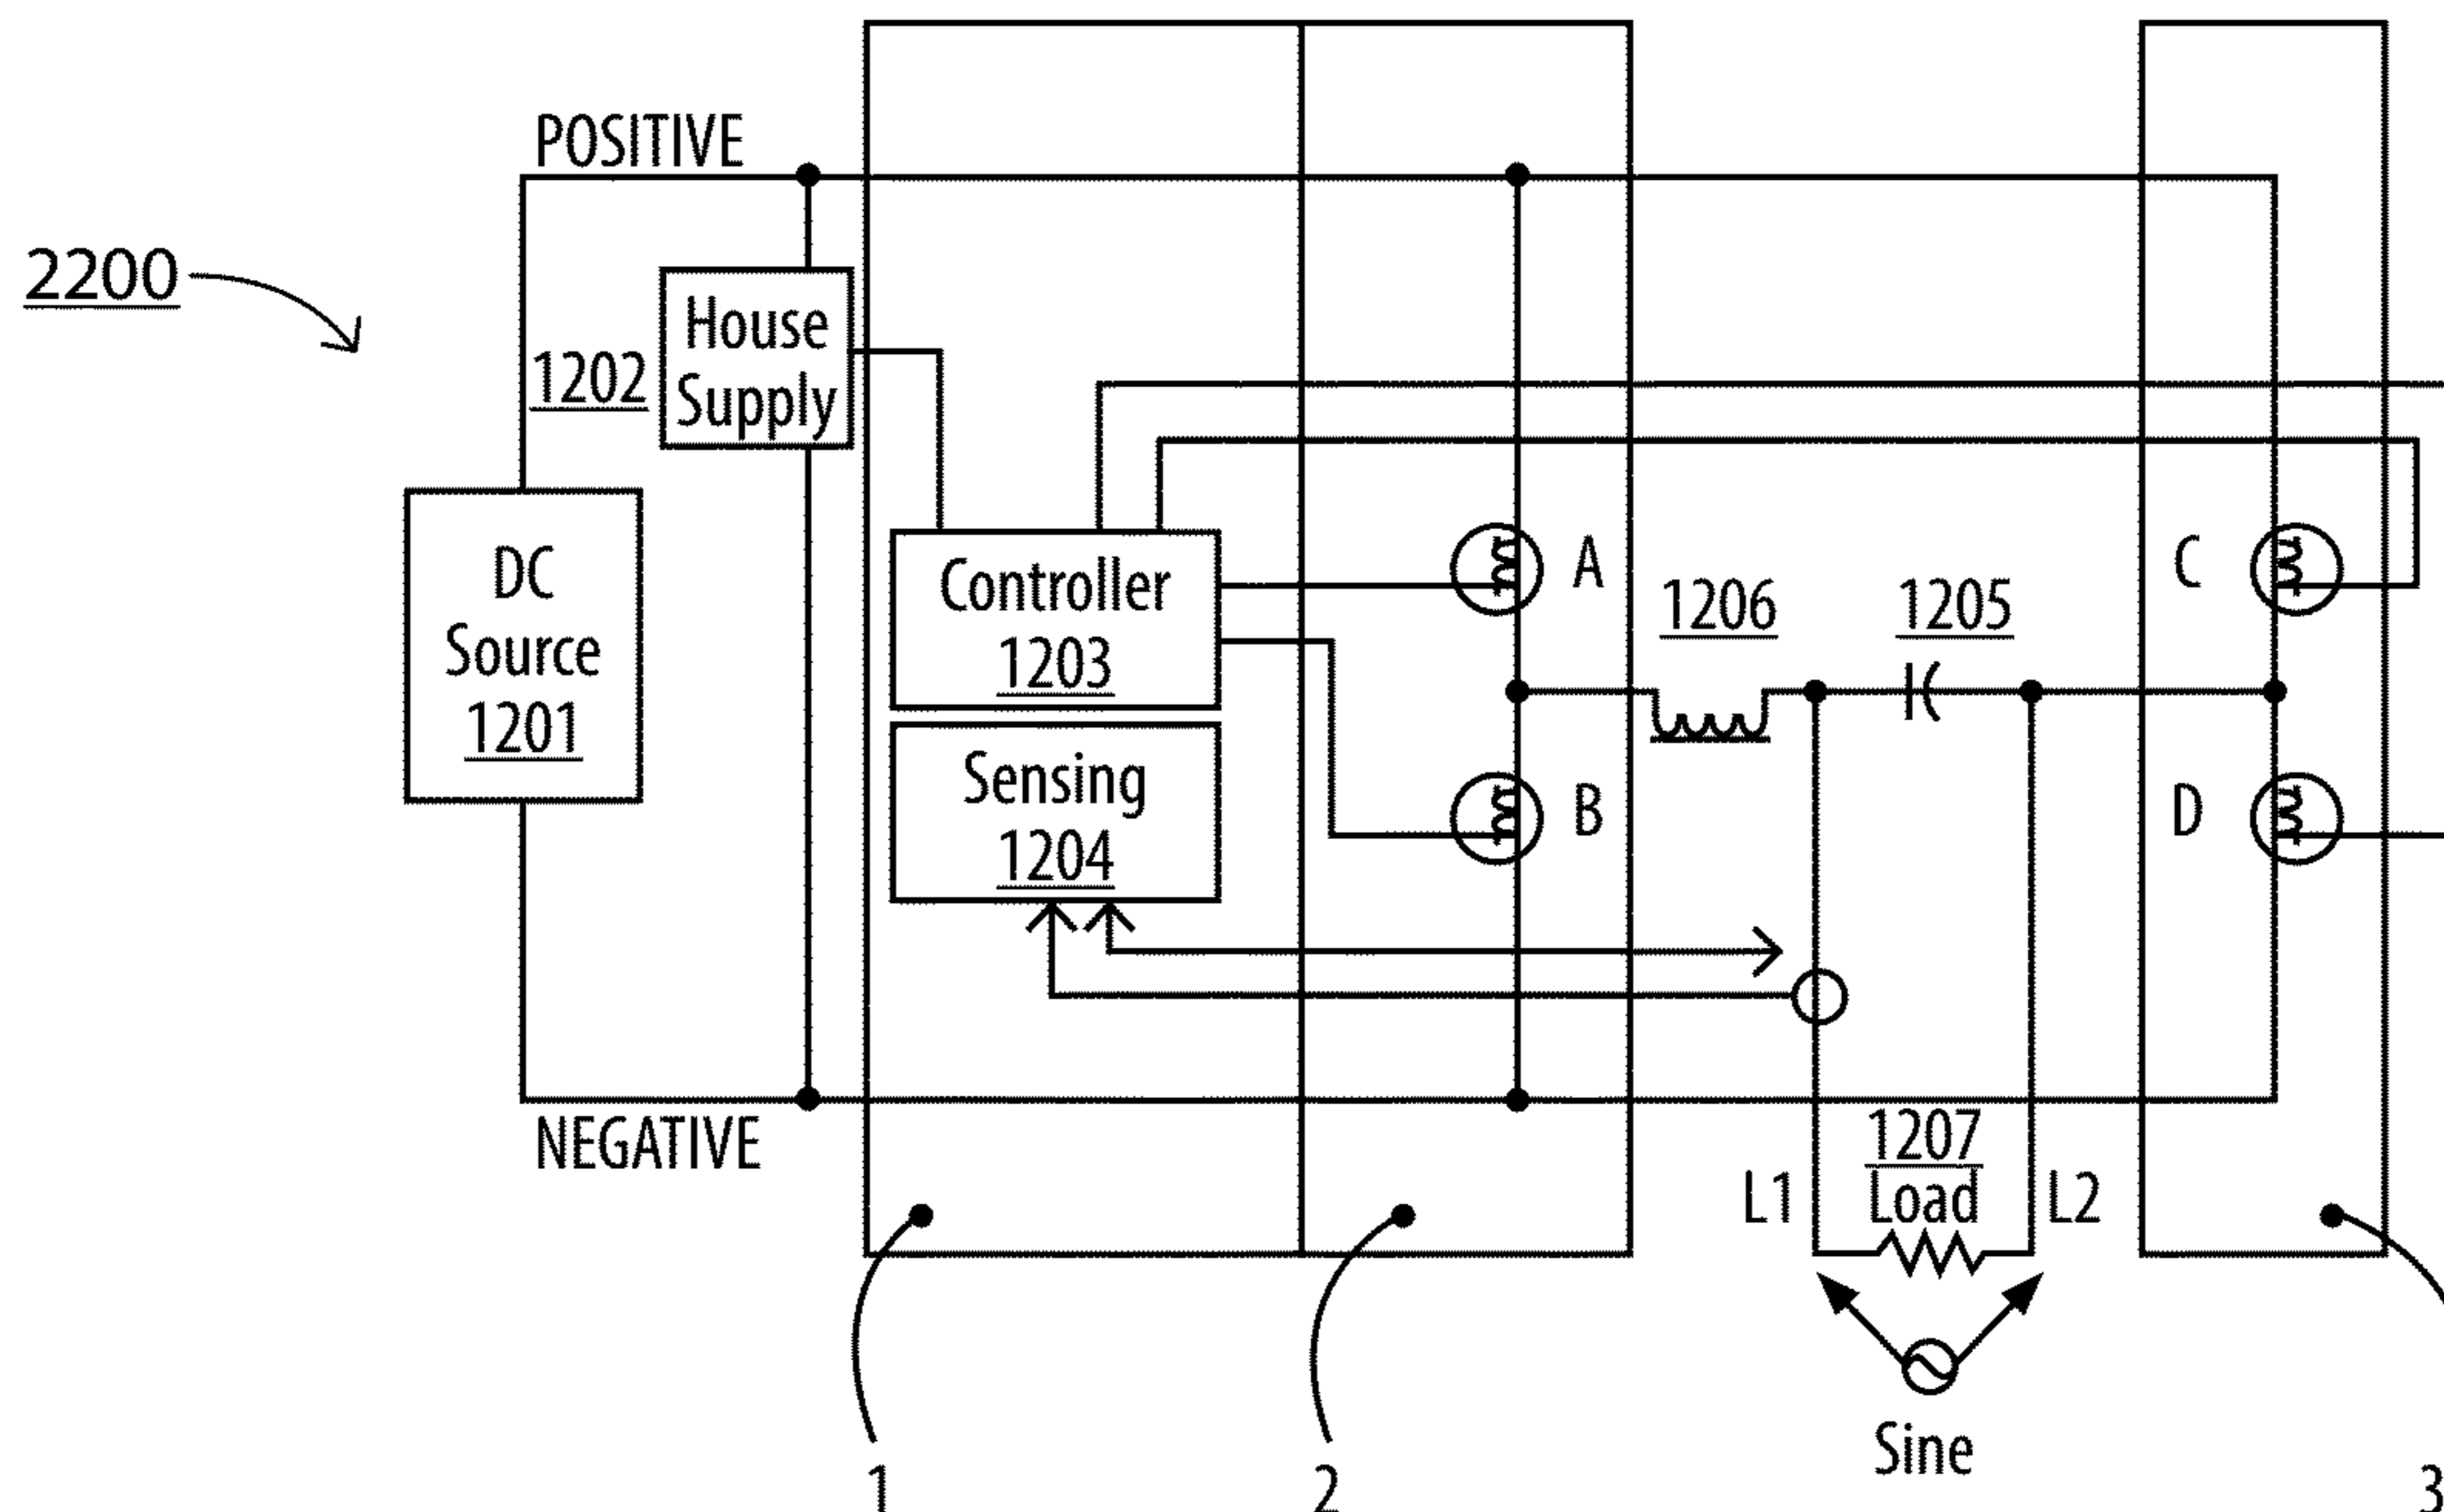 POSITIVE
2200
House
Supply
1202
DC
Source
1201
Controller
1203
Sensing
1204
A
B
1206
1205
C
D
NEGATIVE
1207
L1
Load
L2
Sine
1
2
3